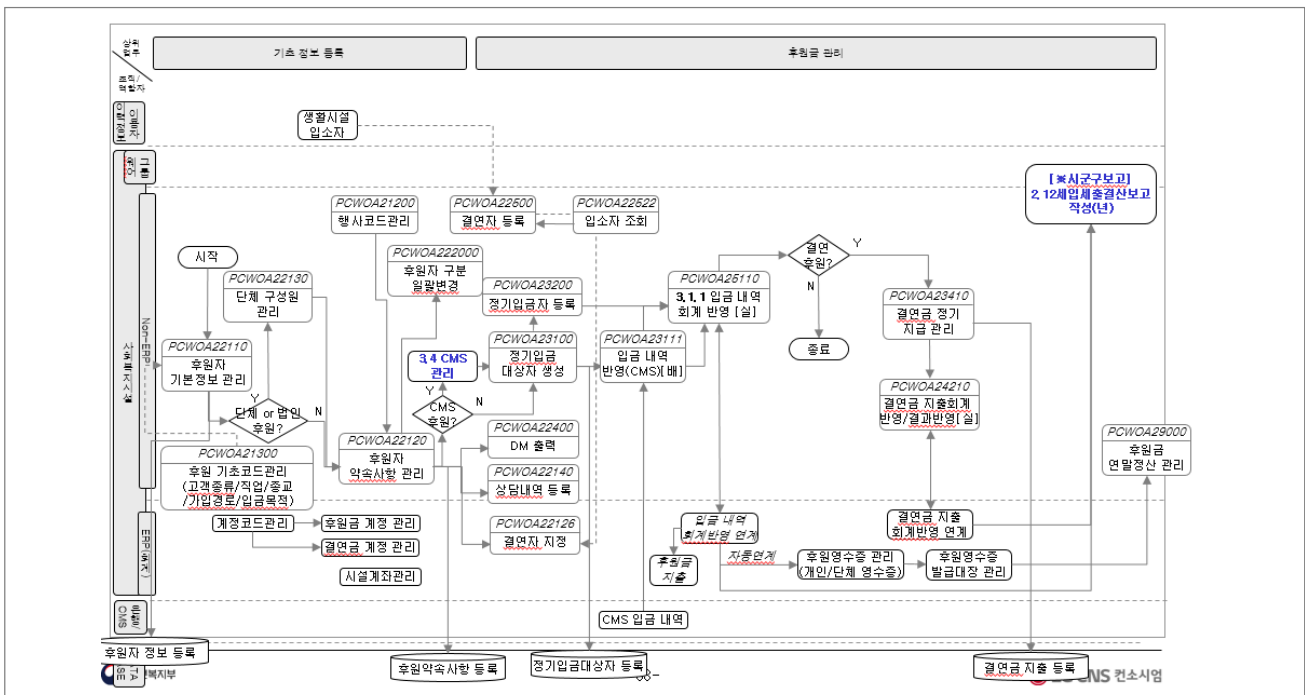 상위
업무
조직/
역할자
기초 정보 등록
후원금 관리
이용자
생활시설
입소자
그룹
사회복지시설
Non-ERP
ERP(회계)
[※시군구보고]
2. 12세입세출결산보고
작성(년)
PCWOA21200
행사코드관리
PCWOA22500
결연자 등록
PCWOA22522
입소자 조회
시작
PCWOA22130
단체 구성원
관리
PCWOA222000
후원자 구분
일괄변경
PCWOA23200
정기입금자 등록
PCWOA25110
3.1.1 입금 내역
회계 반영 [실]
결연
후원?
Y
N
종료
PCWOA23410
결연금 정기
지급 관리
PCWOA22110
후원자
기본정보 관리
3.4 CMS
관리
PCWOA23100
정기입금
대상자 생성
PCWOA23111
입금 내역
반영(CMS)[배]
Y
단체 or 법인
후원?
N
Y
CMS
후원?
N
PCWOA24210
결연금 지출회계
반영/결과반영[실]
PCWOA22120
후원자
약속사항 관리
PCWOA22400
DM 출력
PCWOA29000
후원금
연말정산 관리
PCWOA21300
후원 기초코드관리
(고객종류/직업/종교
/가입경로/입금목적)
PCWOA22140
상담내역 등록
계정코드관리
후원금 계정 관리
결연금 계정 관리
시설계좌관리
PCWOA22126
결연자 지정
입금 내역
회계반영 연계
결연금 지출
회계반영 연계
후원금
지출
자동연계
후원영수증 관리
(개인/단체 영수증)
후원영수증
발급대장 관리
CMS
CMS 입금 내역
후원자 정보 등록
후원약속사항 등록
정기입금대상자 등록
결연금 지출 등록
복지부
CNS 컨소시엄